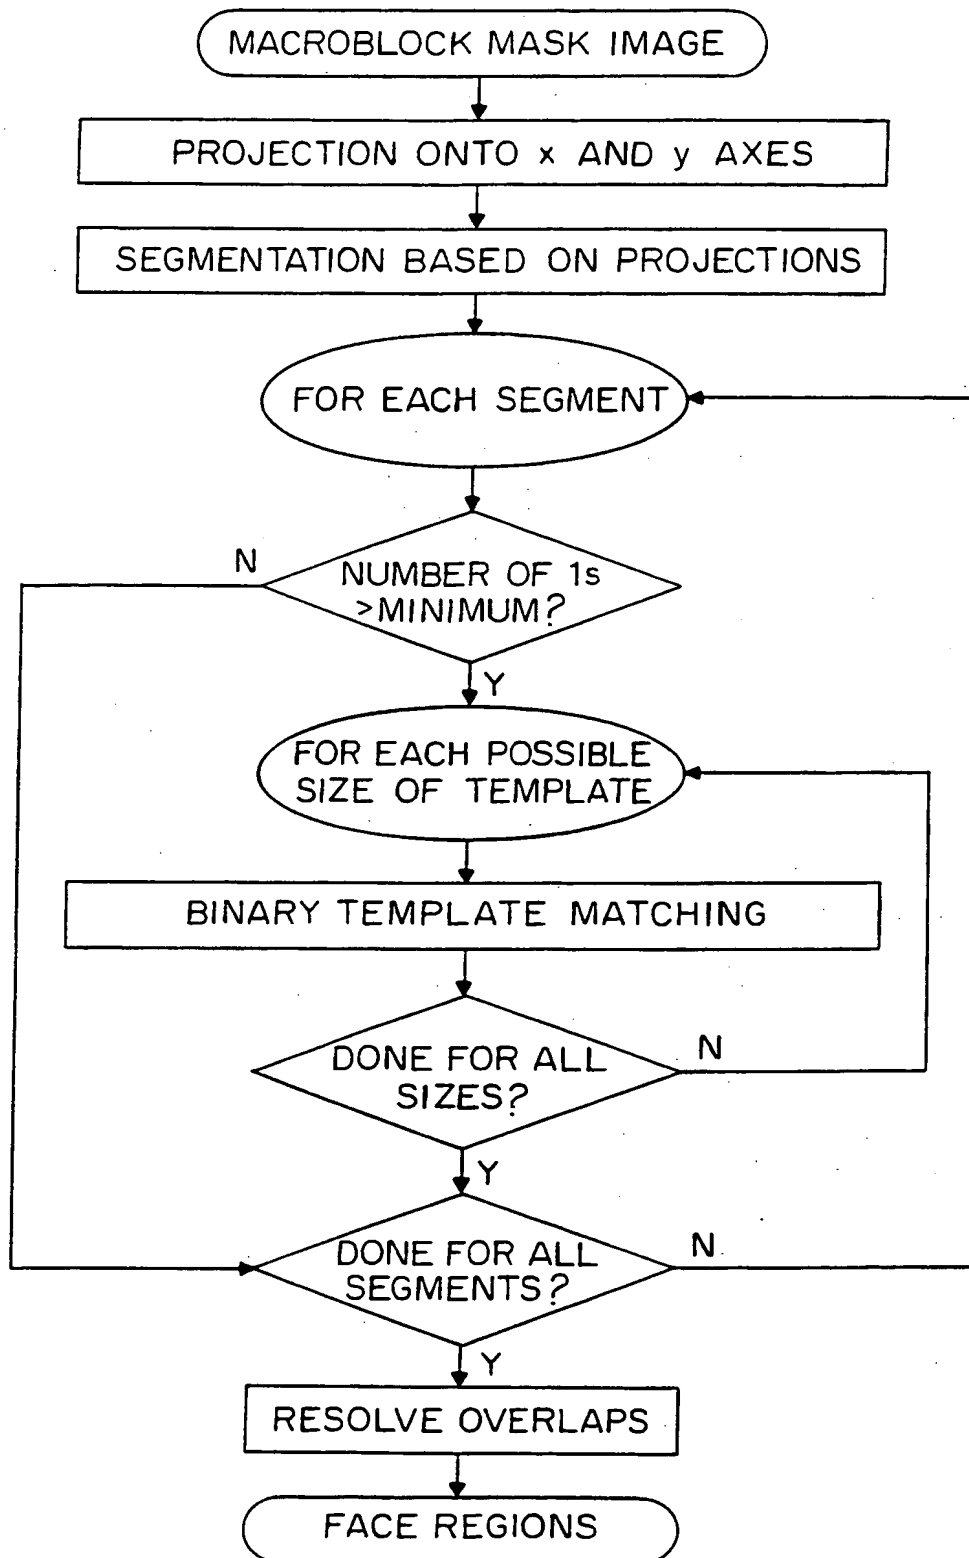 MACROBLOCK MASK IMAGE
PROJECTION ONTO x AND y AXES
SEGMENTATION BASED ON PROJECTIONS
FOR EACH SEGMENT
N
NUMBER OF 1s
>MINIMUM?
Y
FOR EACH POSSIBLE
SIZE OF TEMPLATE
BINARY TEMPLATE MATCHING
DONE FOR ALL
SIZES?
N
Y
DONE FOR ALL
SEGMENTS?
N
Y
RESOLVE OVERLAPS
FACE REGIONS